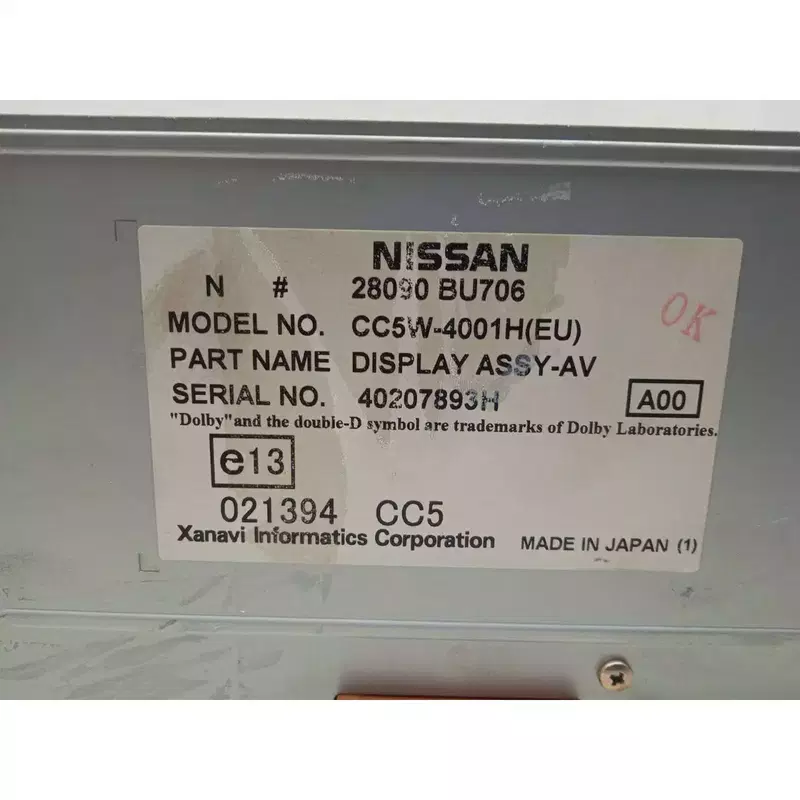 NISSAN
N # 28090 BU706
OK
MODEL NO. CC5W-4001H(EU)
PART NAME DISPLAY ASSY-AV
SERIAL NO. 40207893H A00
"Dolby"and the double-D symbol are trademarks of Dolby Laboratories.
e13
021394 CC5
Xanavi Informatics Corporation MADE IN JAPAN (1)